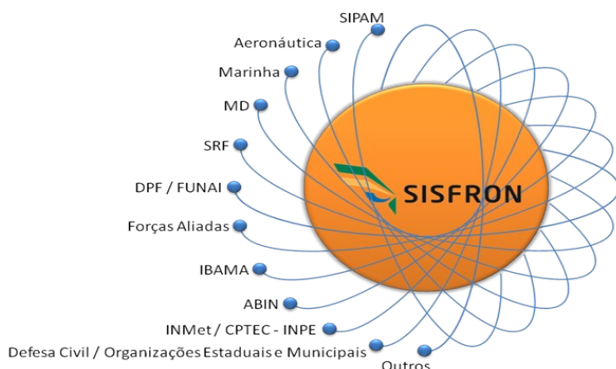 SIPAM
Aeronáutica
Marinha
MD
SRF
DPF / FUNAI
SISFRON
Forças Aliadas
IBAMA
ABIN
INMet / CPTEC - INPE
Defesa Civil / Organizações Estaduais e Municipais
Outros